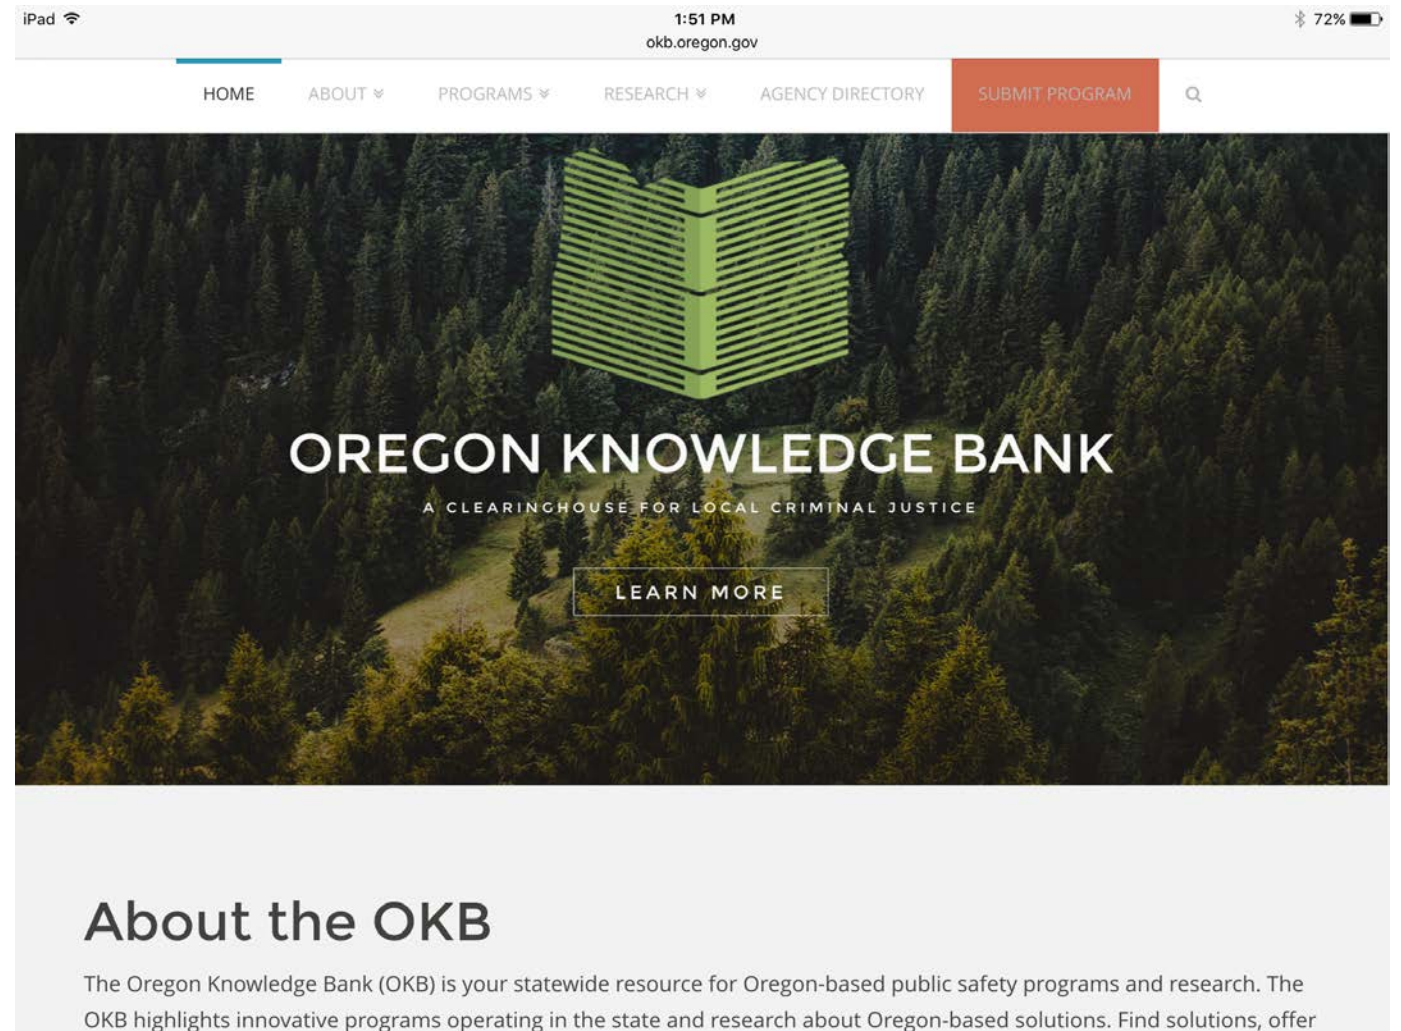 iPad
1:51 PM
72%
okb.oregon.gov
HOME
ABOUT
PROGRAMS
RESEARCH
AGENCY DIRECTORY
SUBMIT PROGRAM
OREGON KNOWLEDGE BANK
A CLEARINGHOUSE FOR LOCAL CRIMINAL JUSTICE
LEARN MORE
About the OKB
The Oregon Knowledge Bank (OKB) is your statewide resource for Oregon-based public safety programs and research. The
OKB highlights innovative programs operating in the state and research about Oregon-based solutions. Find solutions, offer